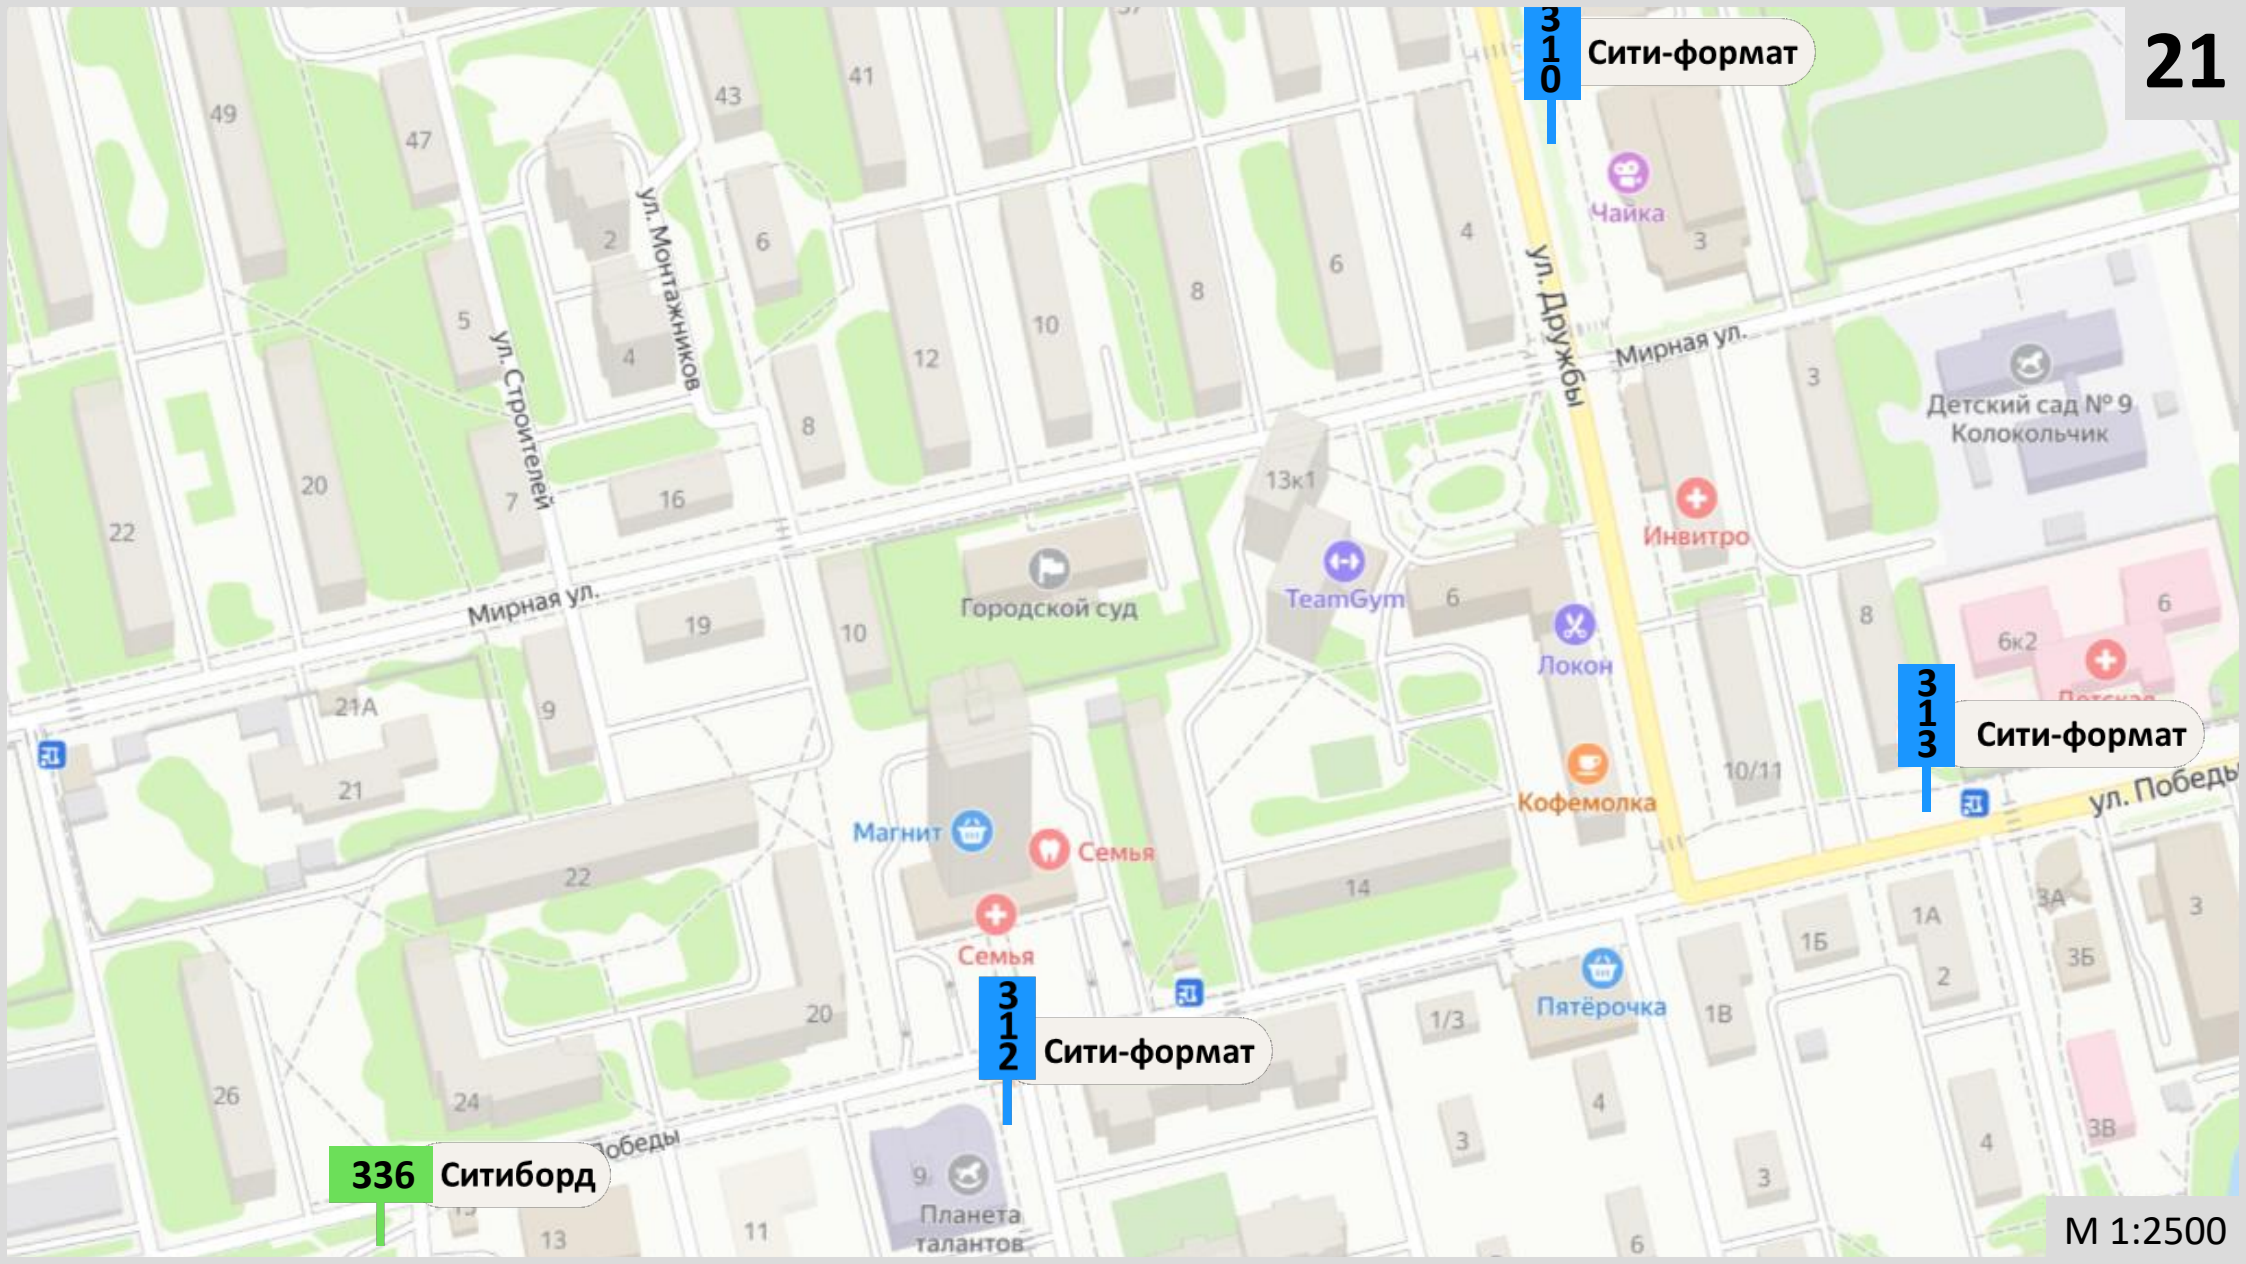 310
Сити-формат
21
37
49
47
43
41
ул. Монтажников
2
6
4
5
ул. Строителей
10
12
8
6
4
Чайка
3
ул. Дружбы
Мирная ул.
3
Детский сад № 9
Колокольчик
8
22
20
7
16
13к1
Инвитро
Мирная ул.
19
10
Городской суд
TeamGym
6
Локон
8
6к2
6
Детская
313
Сити-формат
21А
9
21
22
Магнит
Семья
Семья
14
Кофемолка
10/11
ул. Победы
1А
1Б
2
3А
3Б
3
Пятёрочка
1В
1/3
20
312
Сити-формат
26
24
336
Ситиборд
Победы
13
11
9
Планета
талантов
3
4
3
6
4
3В
М 1:2500